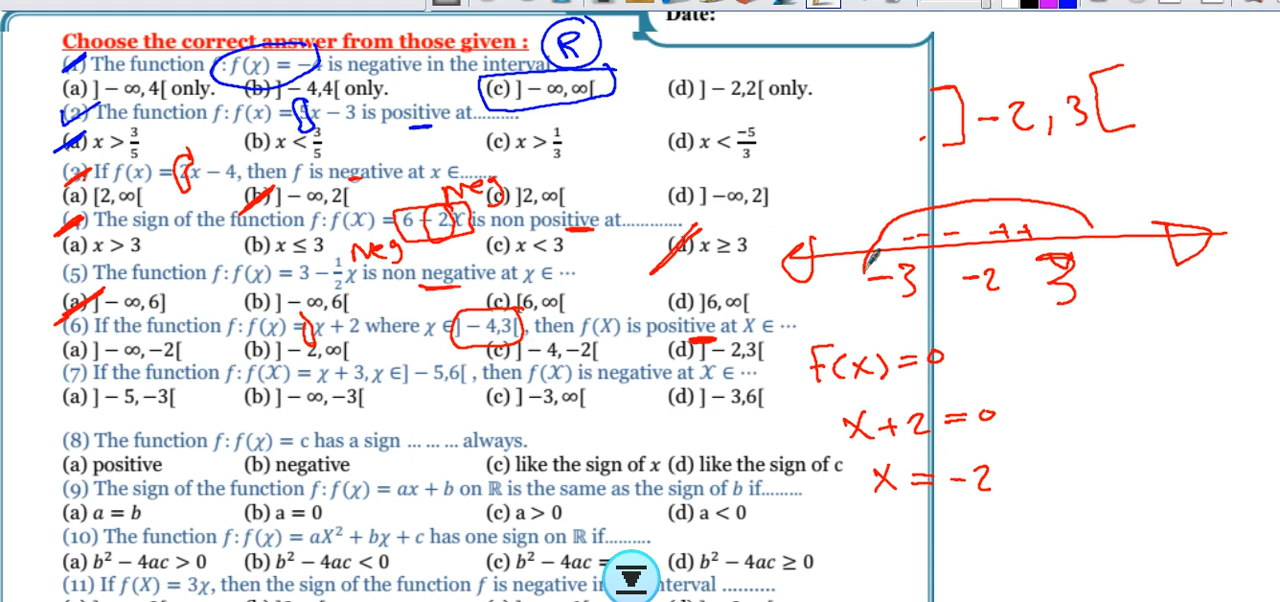 Date:
Choose the correct answer from those given :
R
(1) The function f:f(χ) = −4 is negative in the interval
(a) ] − ∞, 4[ only. (b) ] − 4,4[ only. (c) ] − ∞, ∞[ (d) ] − 2,2[ only.
(2) The function f:f(x) = 5x − 3 is positive at..........
(a) x > 3/5 (b) x < 3/5 (c) x > 1/3 (d) x < −5/3
(3) If f(x) = 2x − 4, then f is negative at x ∈.......
(a) [2, ∞[ (b) ] − ∞, 2[ (c) ]2, ∞[ (d) ] −∞, 2]
neg
(4) The sign of the function f:f(X) = 6 − 2X is non positive at..............
(a) x > 3 (b) x ≤ 3 (c) x < 3 (d) x ≥ 3
neg
(5) The function f:f(χ) = 3 − 1/2 χ is non negative at χ ∈ ···
(a) ] − ∞, 6] (b) ] − ∞, 6[ (c) [6, ∞[ (d) ]6, ∞[
(6) If the function f:f(χ) = χ + 2 where χ ∈] − 4,3[, then f(X) is positive at X ∈ ···
(a) ] − ∞, −2[ (b) ] − 2, ∞[ (c) ] − 4, −2[ (d) ] − 2,3[
(7) If the function f:f(X) = χ + 3, χ ∈] − 5,6[ , then f(X) is negative at X ∈ ···
(a) ] − 5, −3[ (b) ] − ∞, −3[ (c) ] −3, ∞[ (d) ] − 3,6[
(8) The function f:f(χ) = c has a sign ... ... ... always.
(a) positive (b) negative (c) like the sign of x (d) like the sign of c
(9) The sign of the function f:f(χ) = ax + b on ℝ is the same as the sign of b if.........
(a) a = b (b) a = 0 (c) a > 0 (d) a < 0
(10) The function f:f(χ) = aX² + bχ + c has one sign on ℝ if..........
(a) b² − 4ac > 0 (b) b² − 4ac < 0 (c) b² − 4ac = (d) b² − 4ac ≥ 0
(11) If f(X) = 3χ, then the sign of the function f is negative in interval ..........
] −2 , 3 [
− − − + +
−3 −2 3
f(x) = 0
x + 2 = 0
x = −2